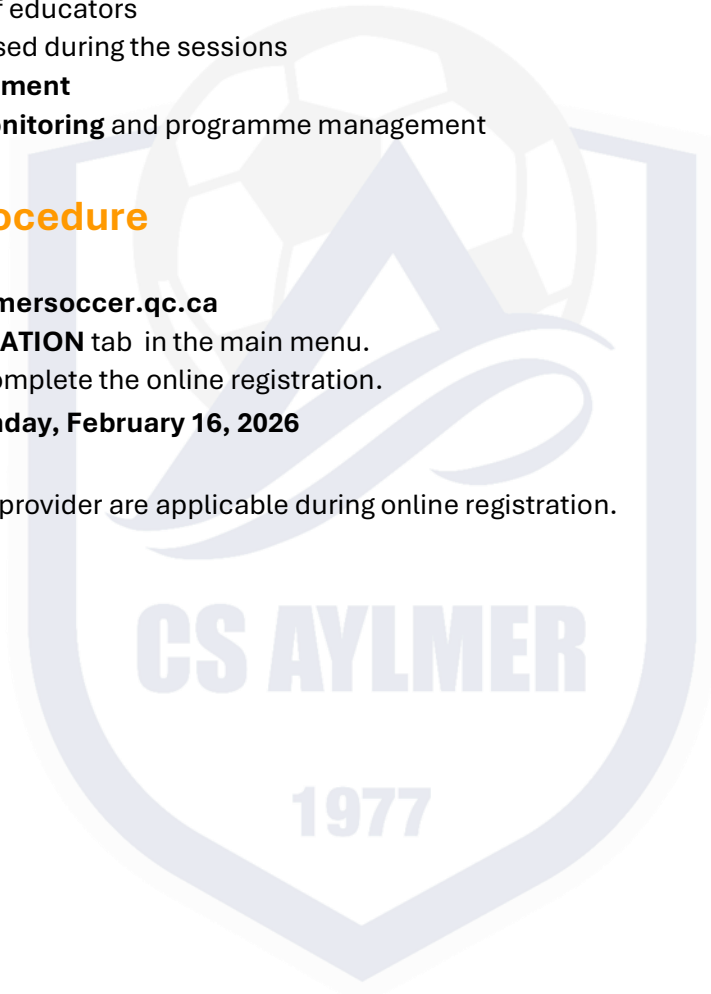 f educators
sed during the sessions
ment
nitoring and programme management
ocedure
mersoccer.qc.ca
ATION tab in the main menu.
omplete the online registration.
day, February 16, 2026
provider are applicable during online registration.
CS AYLMER
1977